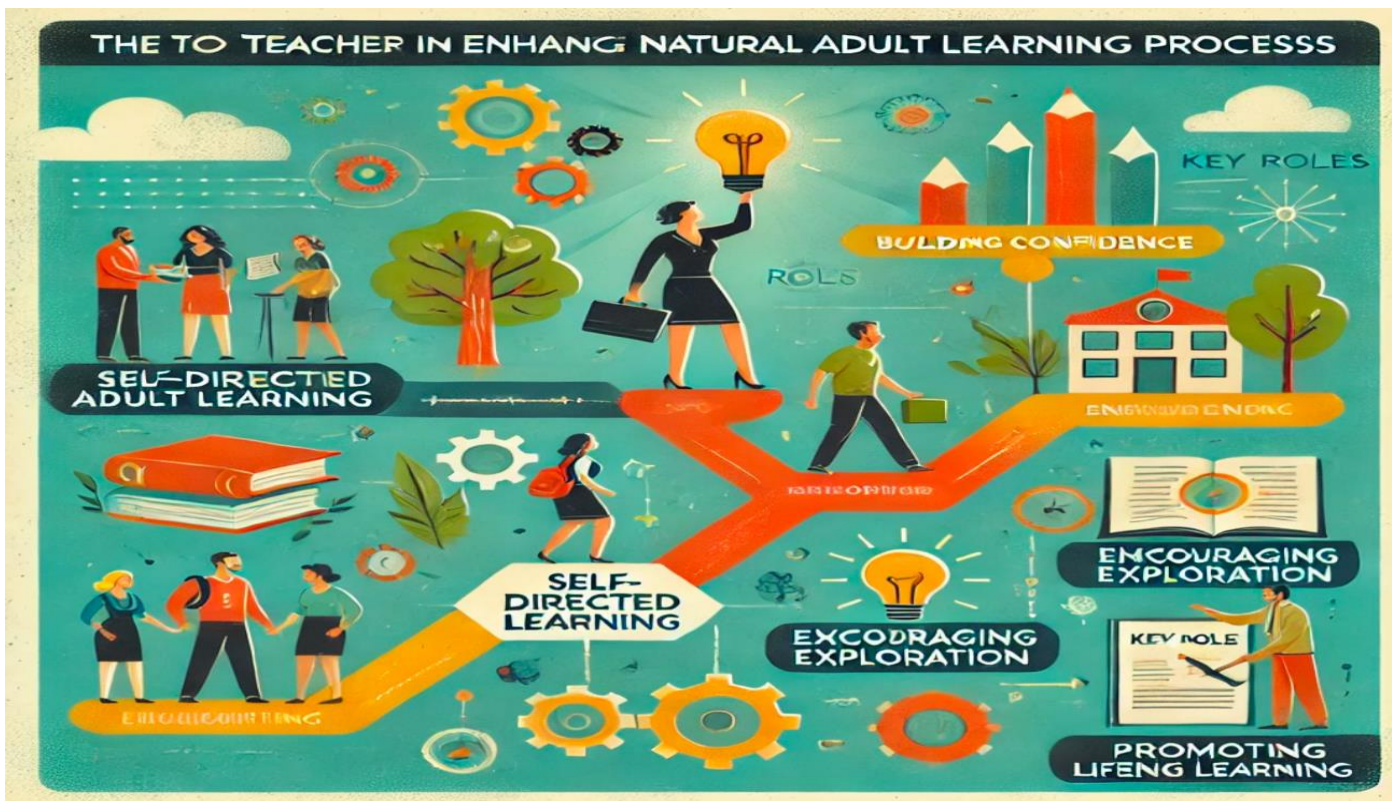 THE TO TEACHER IN ENHANG NATURAL ADULT LEARNING PROCESSS
KEY ROLES
BULDING CONFIDENCE
ROLS
SELF-DIRECTIED
ADULT LEARNING
SELF-
DIRECTED
LEARNING
ENCOURAGING
EXPLORATION
EXCODRAGING
EXPLORATION
KEY ROLE
PROMOTING
LIFENG LEARNING